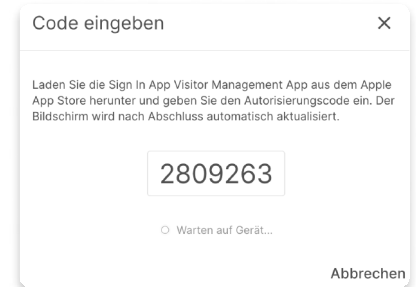 Code eingeben
Laden Sie die Sign In App Visitor Management App aus dem Apple
App Store herunter und geben Sie den Autorisierungscode ein. Der
Bildschirm wird nach Abschluss automatisch aktualisiert.
2809263
Warten auf Gerät...
Abbrechen